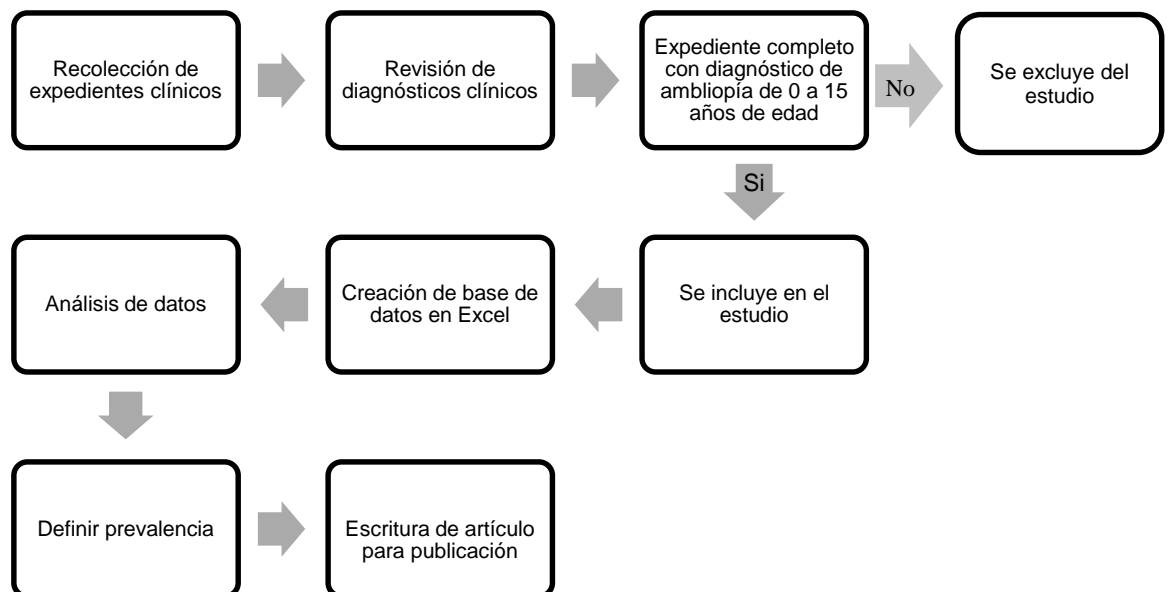 Recolección de
expedientes clínicos
Revisión de
diagnósticos clínicos
Expediente completo
con diagnóstico de
ambliopía de 0 a 15
años de edad
No
Se excluye del
estudio
Si
Se incluye en el
estudio
Creación de base de
datos en Excel
Análisis de datos
Definir prevalencia
Escritura de artículo
para publicación